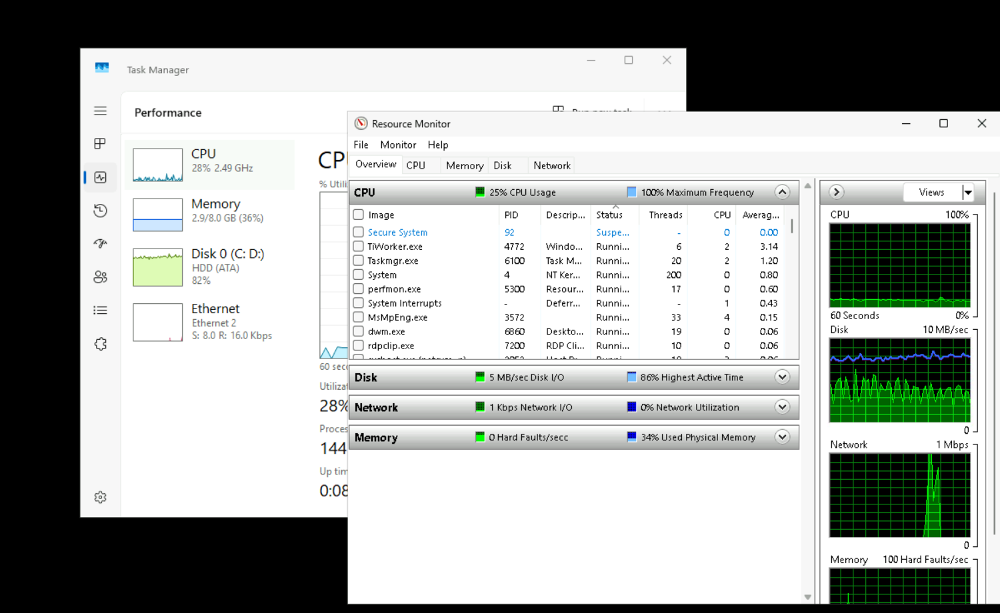 Task Manager
Performance
CPU
28% 2.49 GHz
Memory
2.9/8.0 GB (36%)
Disk 0 (C: D:)
HDD (ATA)
82%
Ethernet
Ethernet 2
S: 8.0 R: 16.0 Kbps
CPU
% Utili
60 sec
Utiliza
28%
Proces
144
Up tim
0:08
Resource Monitor
File Monitor Help
Overview CPU Memory Disk Network
CPU 25% CPU Usage 100% Maximum Frequency
Image PID Descrip... Status Threads CPU Averag...
Secure System 92 Suspe... - 0 0.00
TiWorker.exe 4772 Windo... Runni... 6 2 3.14
Taskmgr.exe 6100 Task M... Runni... 20 2 1.20
System 4 NT Ker... Runni... 200 0 0.80
perfmon.exe 5300 Resour... Runni... 17 0 0.60
System Interrupts - Deferr... Runni... - 1 0.43
MsMpEng.exe 3572 Runni... 33 4 0.15
dwm.exe 6860 Deskto... Runni... 19 0 0.06
rdpclip.exe 7200 RDP Cli... Runni... 10 0 0.06
Disk 5 MB/sec Disk I/O 86% Highest Active Time
Network 1 Kbps Network I/O 0% Network Utilization
Memory 0 Hard Faults/secc 34% Used Physical Memory
Views
CPU 100%
60 Seconds 0%
Disk 10 MB/sec
0
Network 1 Mbps
0
Memory 100 Hard Faults/sec